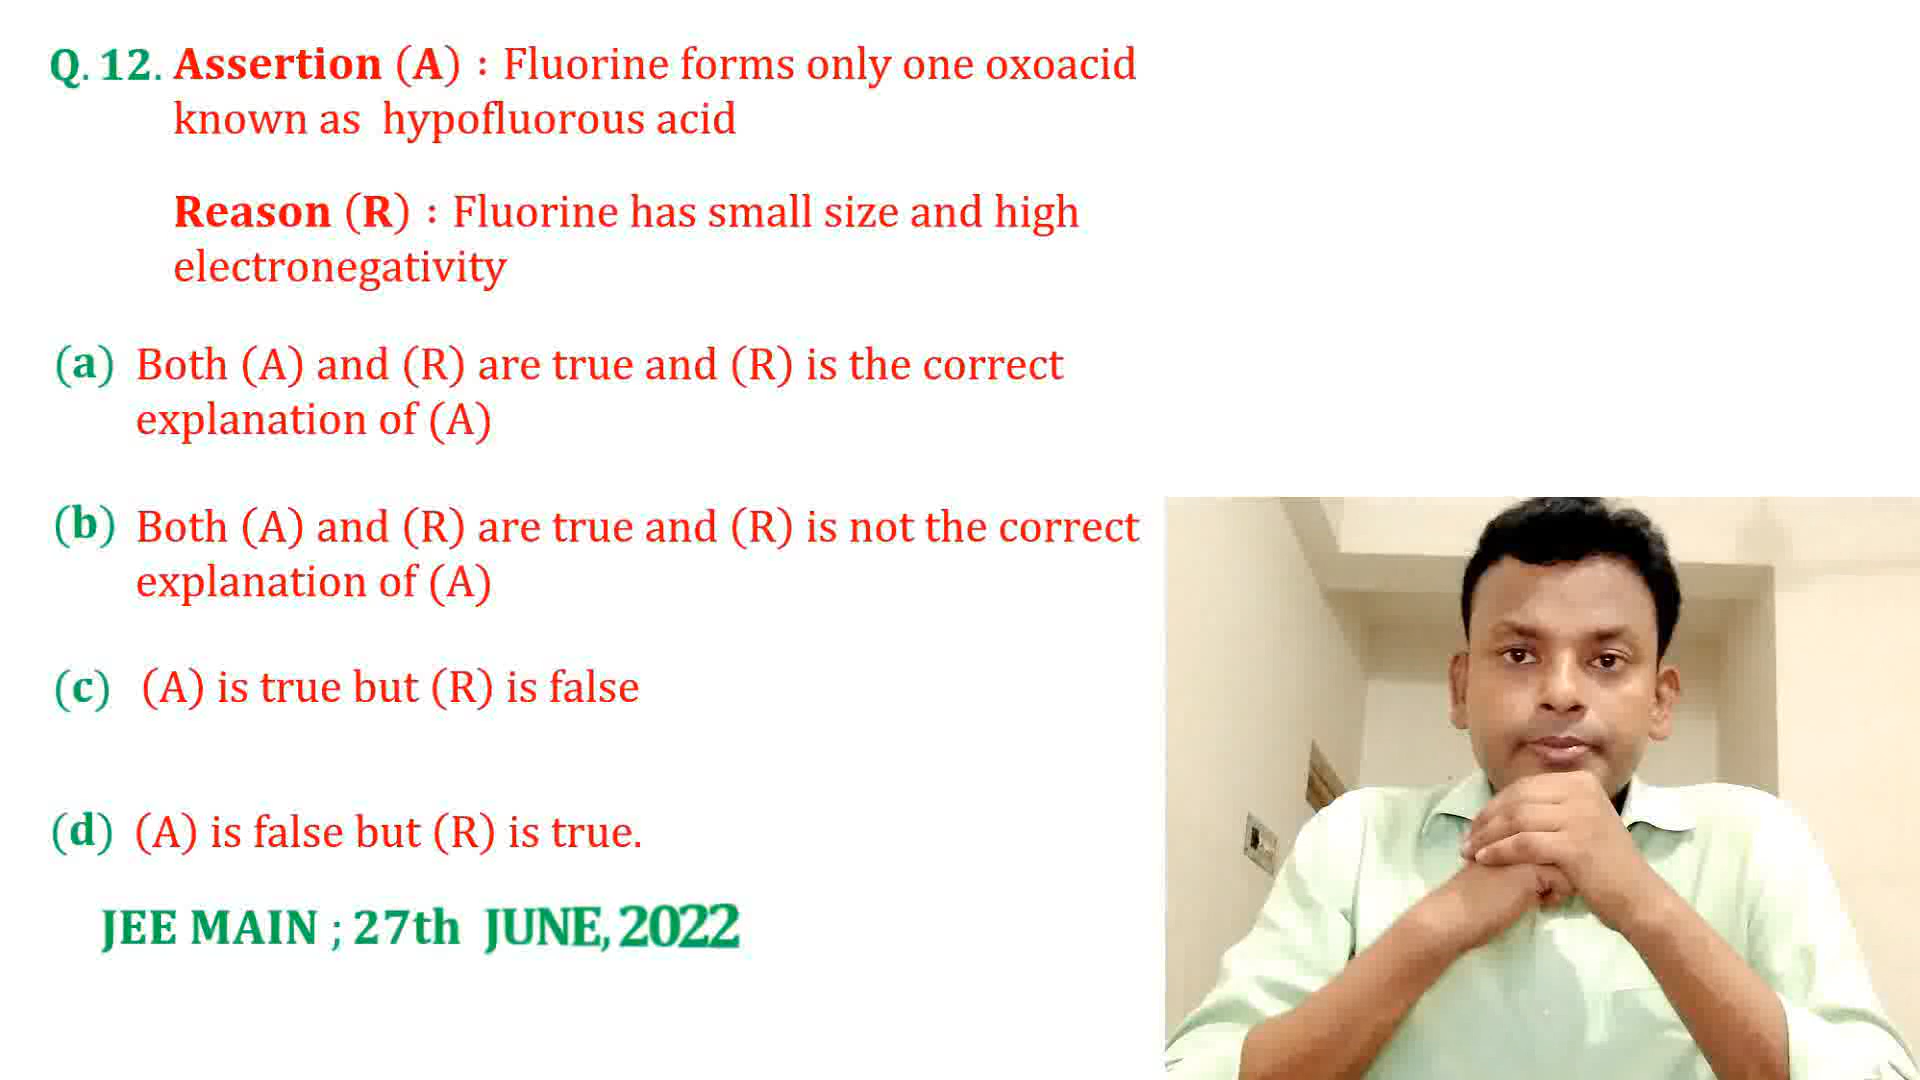 Q. 12. Assertion (A) : Fluorine forms only one oxoacid
known as hypofluorous acid
Reason (R) : Fluorine has small size and high
electronegativity
(a) Both (A) and (R) are true and (R) is the correct
explanation of (A)
(b) Both (A) and (R) are true and (R) is not the correct
explanation of (A)
(c) (A) is true but (R) is false
(d) (A) is false but (R) is true.
JEE MAIN ; 27th JUNE, 2022